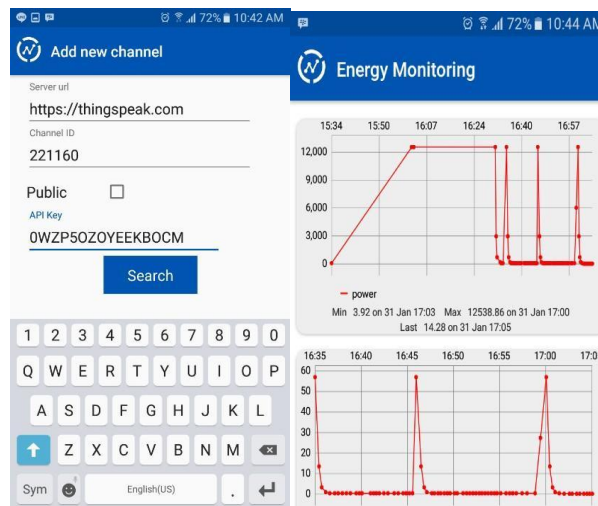 72% 10:42 AM
Add new channel
Server url
https://thingspeak.com
Channel ID
221160
Public
API Key
0WZP5OZOYEEKBOCM
Search
1 2 3 4 5 6 7 8 9 0
Q W E R T Y U I O P
A S D F G H J K L
Z X C V B N M
Sym English(US) .
72% 10:44 AM
Energy Monitoring
15:34 15:50 16:07 16:24 16:40 16:57
12,000
9,000
6,000
3,000
0
power
Min 3.92 on 31 Jan 17:03 Max 12538.86 on 31 Jan 17:00
Last 14.28 on 31 Jan 17:05
16:35 16:40 16:45 16:50 16:55 17:00 17:0
60
50
40
30
20
10
0